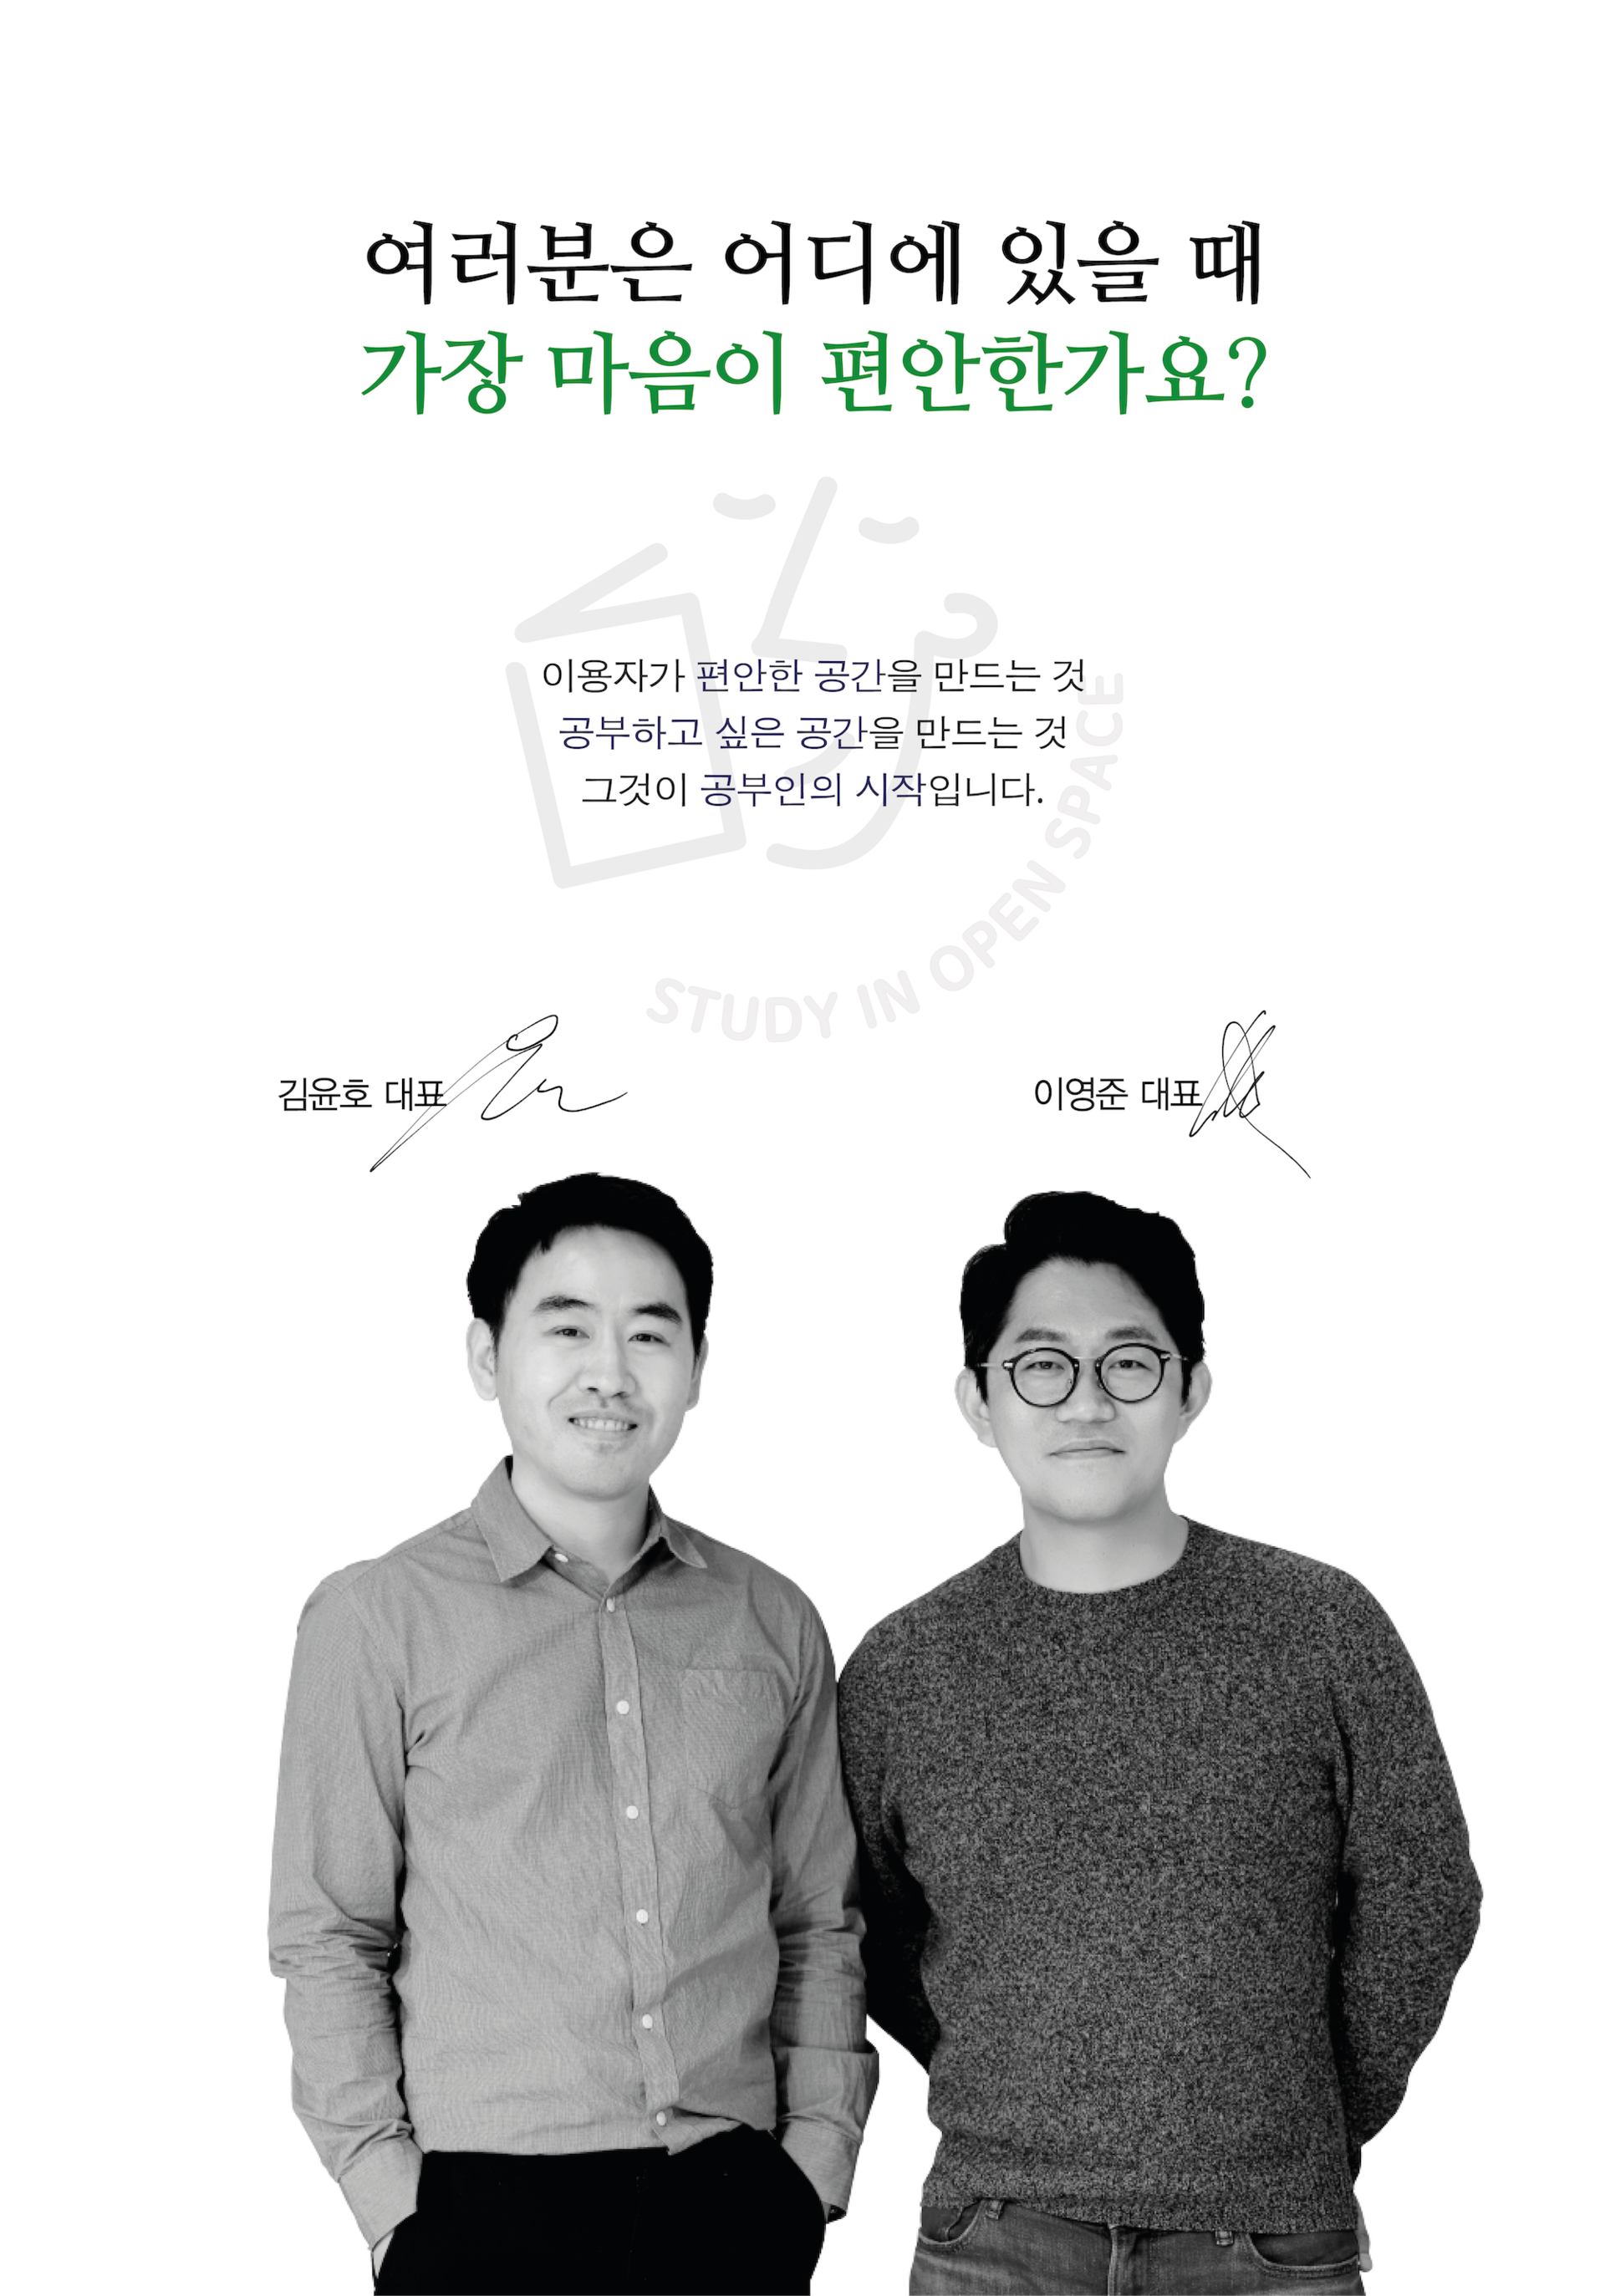 여러분은 어디에 있을 때
가장 마음이 편안한가요?
이용자가 편안한 공간을 만드는 것
공부하고 싶은 공간을 만드는 것
그것이 공부인의 시작입니다.
STUDY IN OPEN SPACE
김윤호 대표
이영준 대표